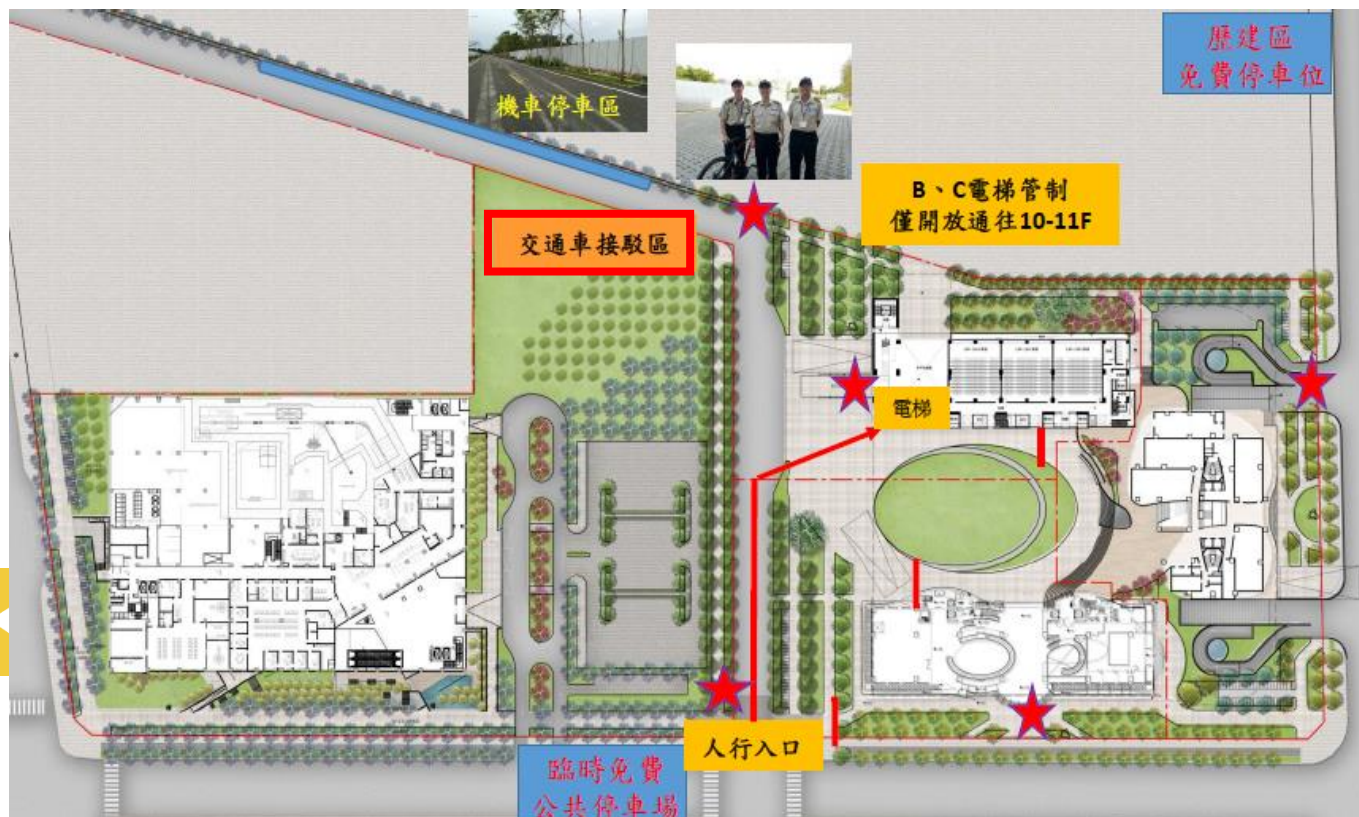 機車停車區
歷建區
免費停車位
B、C電梯管制
僅開放通往10-11F
交通車接駁區
電梯
人行入口
臨時免費
公共停車場